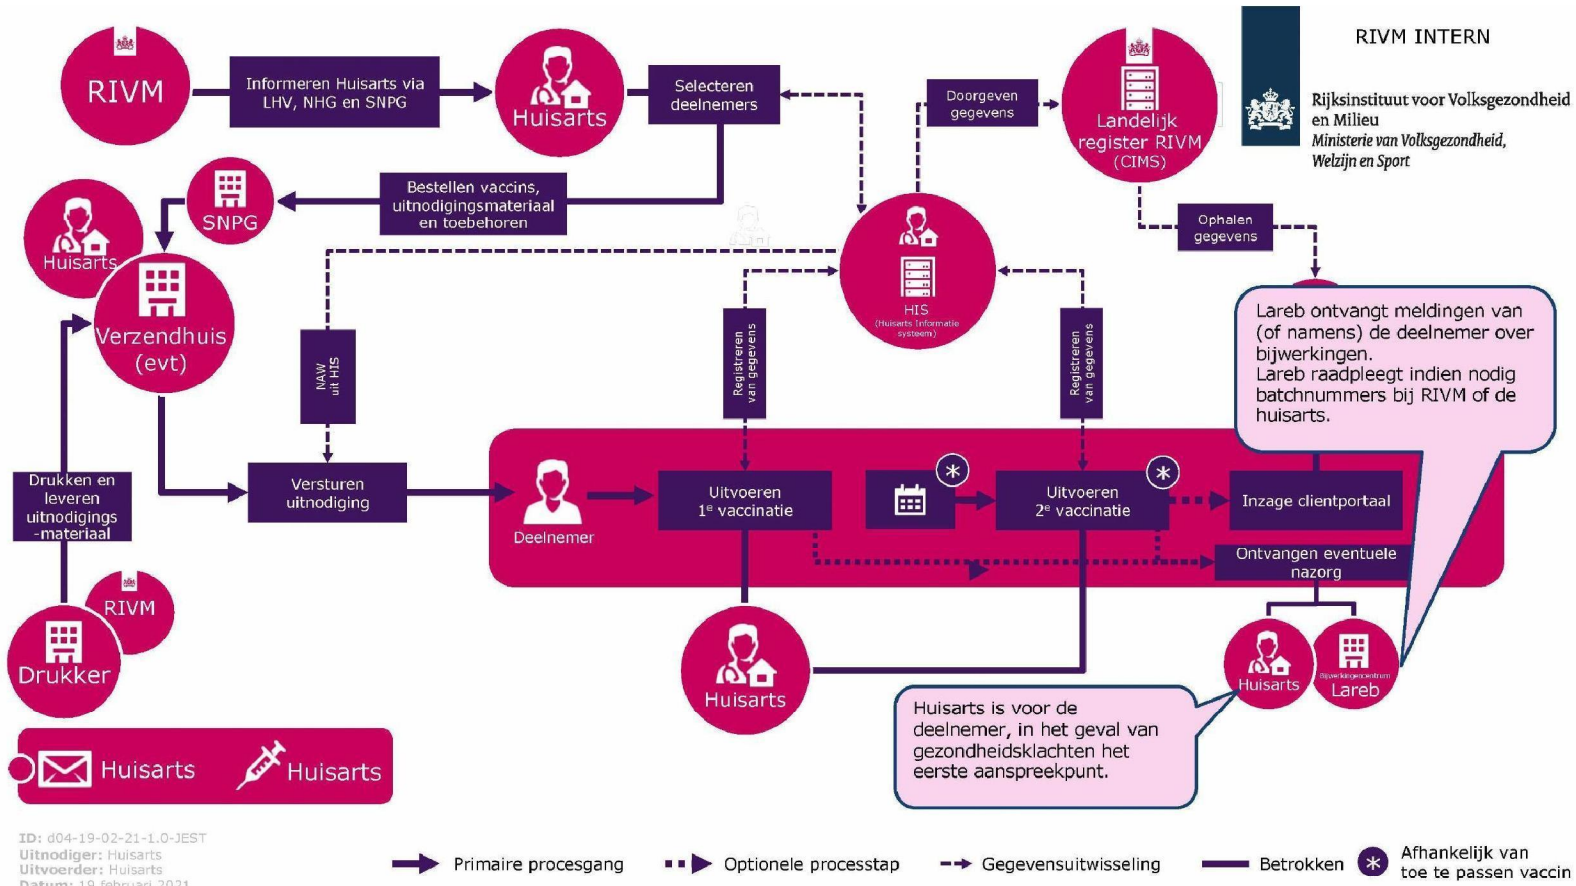 RIVM INTERN
RIVM
Informeren Huisarts via
LHV, NHG en SNPG
Huisarts
Selecteren
deelnemers
Doorgeven
gegevens
Landelijk
register RIVM
(CIMS)
Rijksinstituut voor Volksgezondheid
en Milieu
Ministerie van Volksgezondheid,
Welzijn en Sport
Bestellen vaccins,
uitnodigingsmateriaal
en toebehoren
SNPG
Huisarts
Verzendhuis
(evt)
Ophalen
gegevens
HIS
(Huisarts Informatie
systeem)
NAW
uit HIS
Registreren
van gegevens
Registreren
van gegevens
Lareb ontvangt meldingen van
(of namens) de deelnemer over
bijwerkingen.
Lareb raadpleegt indien nodig
batchnummers bij RIVM of de
huisarts.
Drukken en
leveren
uitnodigings
-materiaal
Versturen
uitnodiging
Deelnemer
Uitvoeren
1e vaccinatie
*
Uitvoeren
2e vaccinatie
*
Inzage clientportaal
Ontvangen eventuele
nazorg
RIVM
Drukker
Huisarts
Huisarts
Bijwerkingencentrum
Lareb
Huisarts is voor de
deelnemer, in het geval van
gezondheidsklachten het
eerste aanspreekpunt.
Huisarts
Huisarts
ID: d04-19-02-21-1.0-JEST
Uitnodiger: Huisarts
Uitvoerder: Huisarts
Datum: 19 februari 2021
Primaire procesgang
Optionele processtap
Gegevensuitwisseling
Betrokken
* Afhankelijk van
toe te passen vaccin